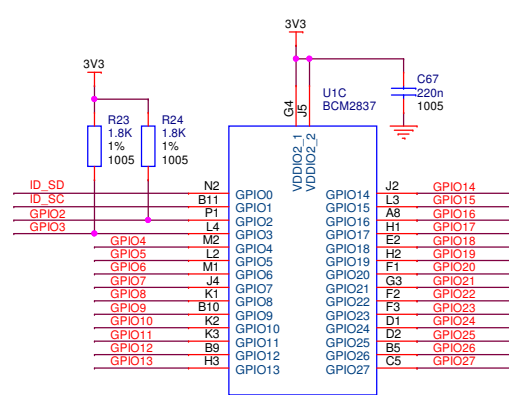 3V3
3V3
C67
220n
1005
U1C
BCM2837
G4
J5
VDDIO2_1
VDDIO2_2
R23
1.8K
1%
1005
R24
1.8K
1%
1005
ID_SD N2 GPIO0 GPIO14 J2 GPIO14
ID_SC B11 GPIO1 GPIO15 L3 GPIO15
GPIO2 P1 GPIO2 GPIO16 A8 GPIO16
GPIO3 L4 GPIO3 GPIO17 H1 GPIO17
GPIO4 M2 GPIO4 GPIO18 E2 GPIO18
GPIO5 L2 GPIO5 GPIO19 H2 GPIO19
GPIO6 M1 GPIO6 GPIO20 F1 GPIO20
GPIO7 J4 GPIO7 GPIO21 G3 GPIO21
GPIO8 K1 GPIO8 GPIO22 F2 GPIO22
GPIO9 B10 GPIO9 GPIO23 F3 GPIO23
GPIO10 K2 GPIO10 GPIO24 D1 GPIO24
GPIO11 K3 GPIO11 GPIO25 D2 GPIO25
GPIO12 B9 GPIO12 GPIO26 B5 GPIO26
GPIO13 H3 GPIO13 GPIO27 C5 GPIO27